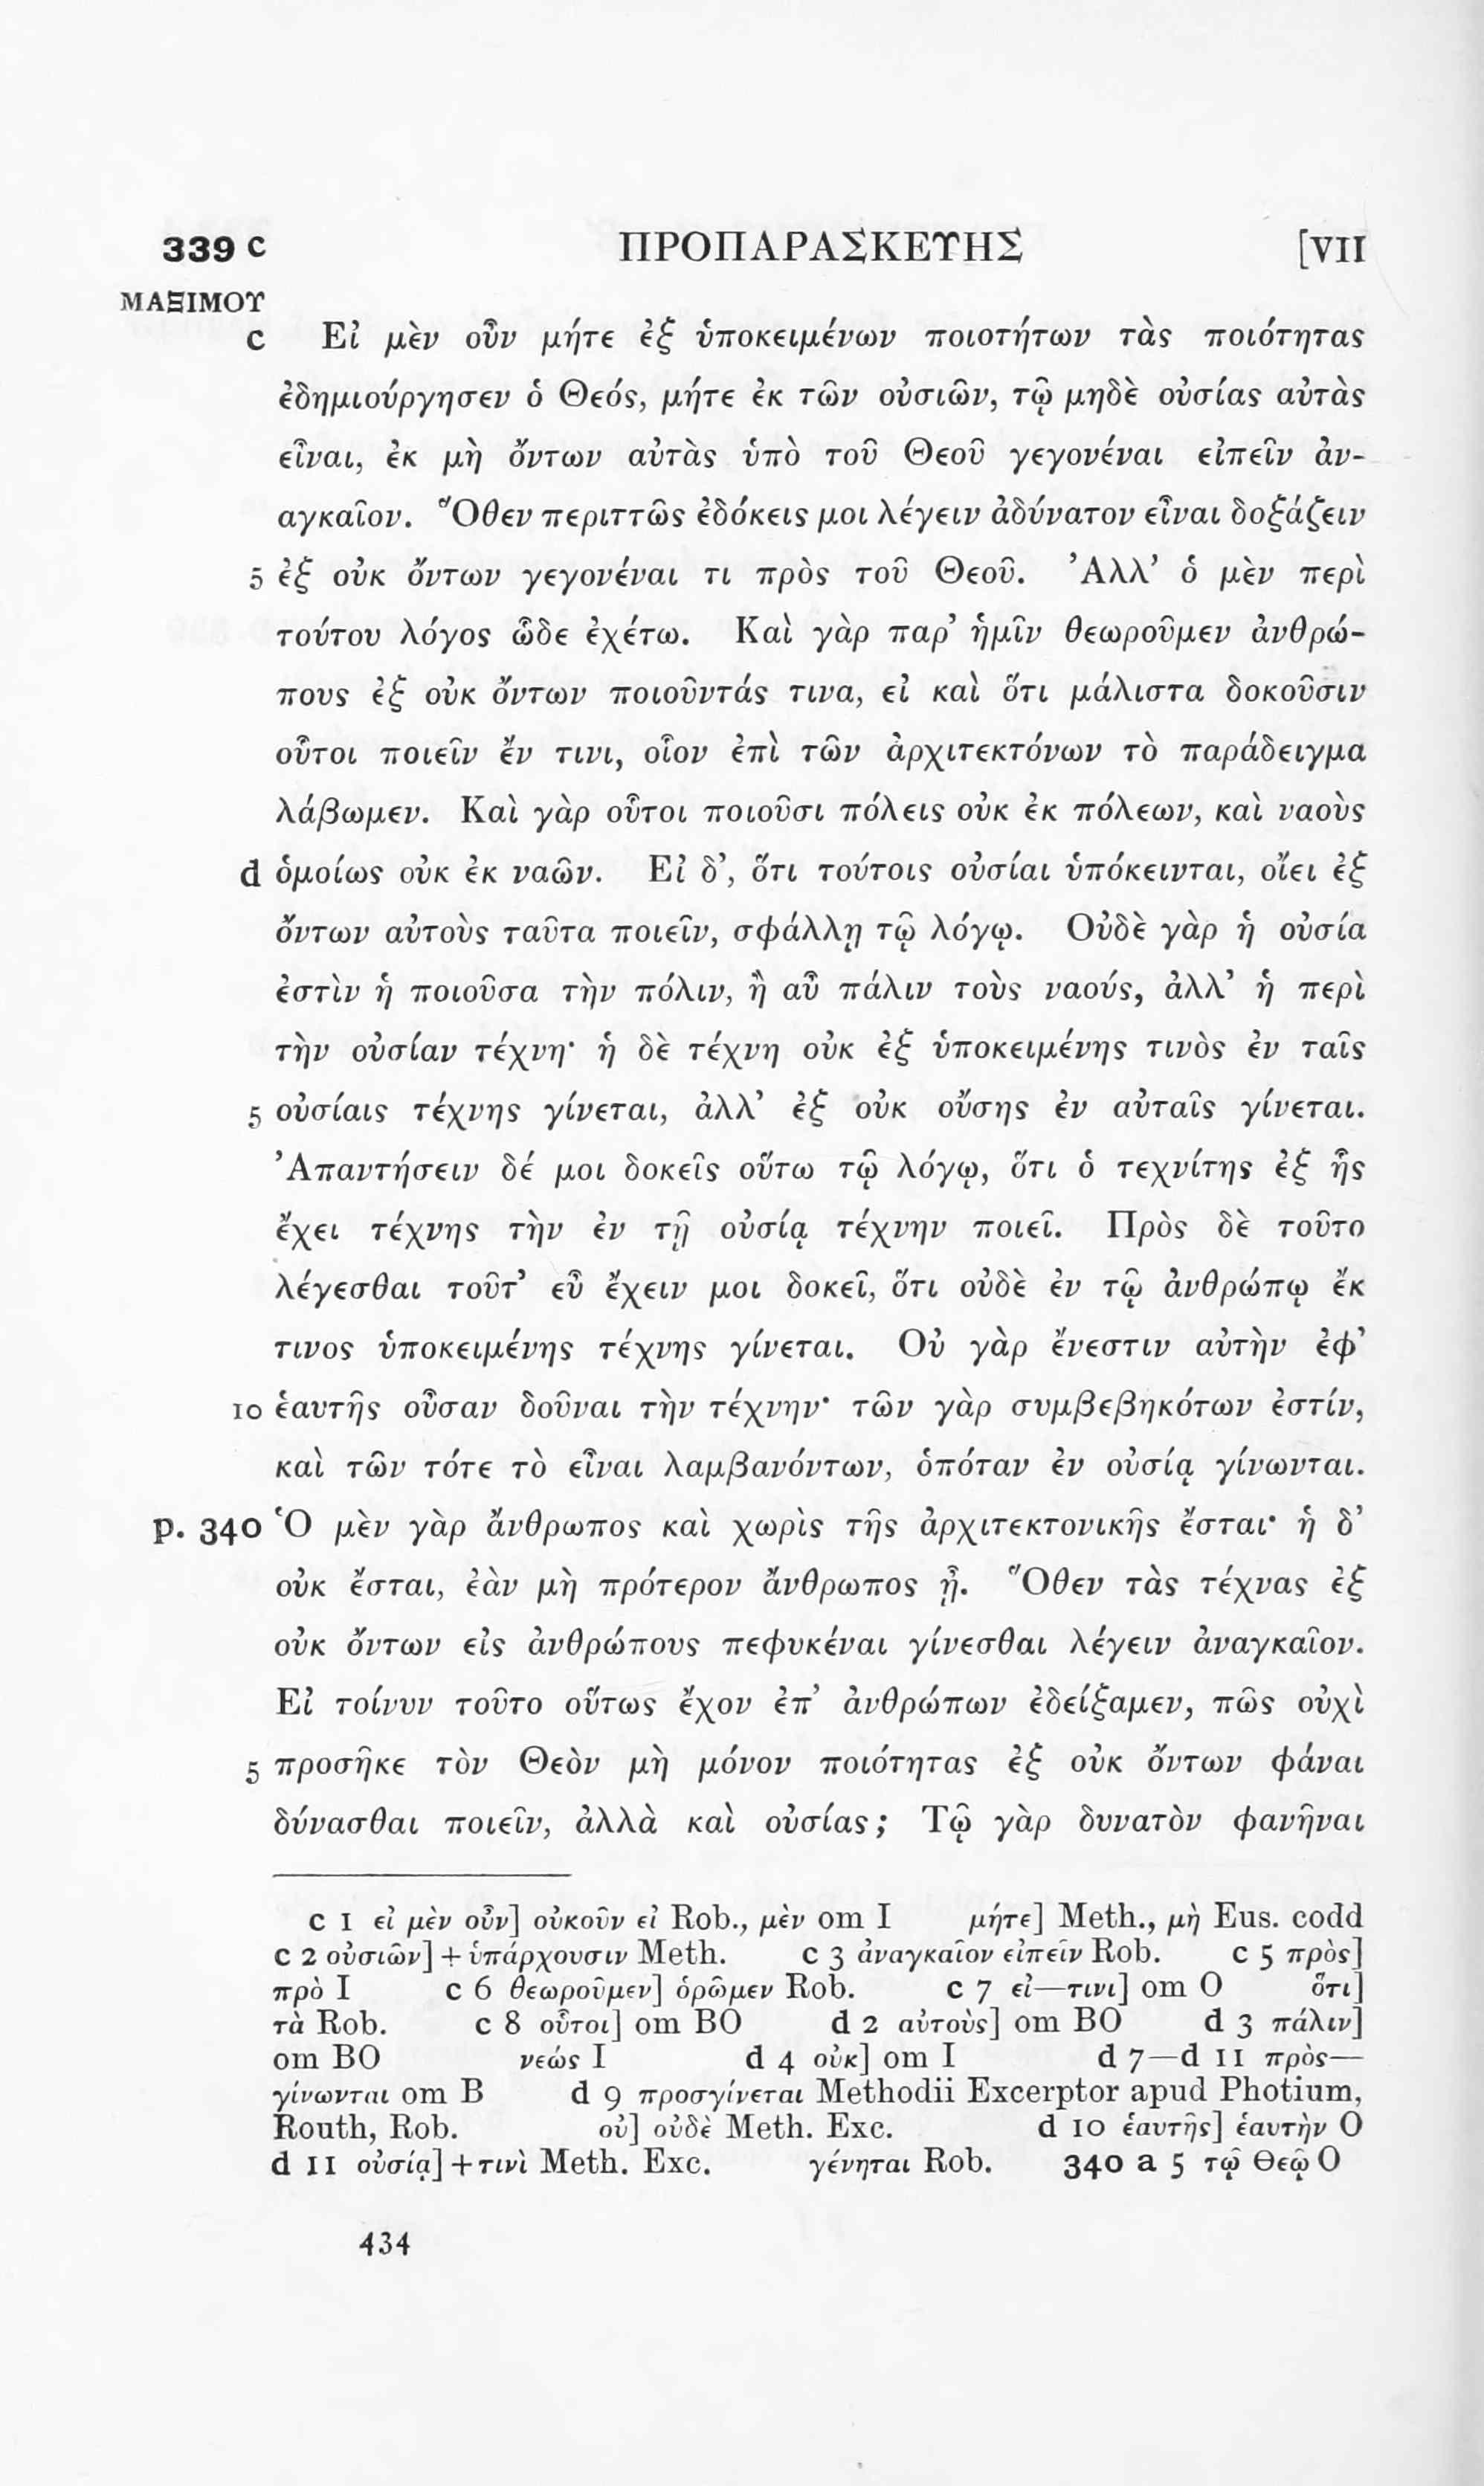 339 c ΠΡΟΠΑΡΑΣΚΕΥΗΣ [VII
ΜΑΞΙΜΟΥ
c Εἰ μὲν οὖν μήτε ἐξ ὑποκειμένων ποιοτήτων τὰς ποιότητας
ἐδημιούργησεν ὁ Θεός, μήτε ἐκ τῶν οὐσιῶν, τῷ μηδὲ οὐσίας αὐτὰς
εἶναι, ἐκ μὴ ὄντων αὐτὰς ὑπὸ τοῦ Θεοῦ γεγονέναι εἰπεῖν ἀν-
αγκαῖον. Ὅθεν περιττῶς ἐδόκεις μοι λέγειν ἀδύνατον εἶναι δοξάζειν
5 ἐξ οὐκ ὄντων γεγονέναι τι πρὸς τοῦ Θεοῦ. Ἀλλ’ ὁ μὲν περὶ
τούτου λόγος ὧδε ἐχέτω. Καὶ γὰρ παρ’ ἡμῖν θεωροῦμεν ἀνθρώ-
πους ἐξ οὐκ ὄντων ποιοῦντάς τινα, εἰ καὶ ὅτι μάλιστα δοκοῦσιν
οὗτοι ποιεῖν ἔν τινι, οἷον ἐπὶ τῶν ἀρχιτεκτόνων τὸ παράδειγμα
λάβωμεν. Καὶ γὰρ οὗτοι ποιοῦσι πόλεις οὐκ ἐκ πόλεων, καὶ ναοὺς
d ὁμοίως οὐκ ἐκ ναῶν. Εἰ δ’, ὅτι τούτοις οὐσίαι ὑπόκεινται, οἴει ἐξ
ὄντων αὐτοὺς ταῦτα ποιεῖν, σφάλλῃ τῷ λόγῳ. Οὐδὲ γὰρ ἡ οὐσία
ἐστὶν ἡ ποιοῦσα τὴν πόλιν, ἢ αὖ πάλιν τοὺς ναούς, ἀλλ’ ἡ περὶ
τὴν οὐσίαν τέχνη· ἡ δὲ τέχνη οὐκ ἐξ ὑποκειμένης τινὸς ἐν ταῖς
5 οὐσίαις τέχνης γίνεται, ἀλλ’ ἐξ οὐκ οὔσης ἐν αὐταῖς γίνεται.
Ἀπαντήσειν δέ μοι δοκεῖς οὕτω τῷ λόγῳ, ὅτι ὁ τεχνίτης ἐξ ἧς
ἔχει τέχνης τὴν ἐν τῇ οὐσίᾳ τέχνην ποιεῖ. Πρὸς δὲ τοῦτο
λέγεσθαι τοῦτ’ εὖ ἔχειν μοι δοκεῖ, ὅτι οὐδὲ ἐν τῷ ἀνθρώπῳ ἔκ
τινος ὑποκειμένης τέχνης γίνεται. Οὐ γὰρ ἔνεστιν αὐτὴν ἐφ’
10 ἑαυτῆς οὖσαν δοῦναι τὴν τέχνην· τῶν γὰρ συμβεβηκότων ἐστίν,
καὶ τῶν τότε τὸ εἶναι λαμβανόντων, ὁπόταν ἐν οὐσίᾳ γίνωνται.
p. 340 Ὁ μὲν γὰρ ἄνθρωπος καὶ χωρὶς τῆς ἀρχιτεκτονικῆς ἔσται· ἡ δ’
οὐκ ἔσται, ἐὰν μὴ πρότερον ἄνθρωπος ᾖ. Ὅθεν τὰς τέχνας ἐξ
οὐκ ὄντων εἰς ἀνθρώπους πεφυκέναι γίνεσθαι λέγειν ἀναγκαῖον.
Εἰ τοίνυν τοῦτο οὕτως ἔχον ἐπ’ ἀνθρώπων ἐδείξαμεν, πῶς οὐχὶ
5 προσῆκε τὸν Θεὸν μὴ μόνον ποιότητας ἐξ οὐκ ὄντων φάναι
δύνασθαι ποιεῖν, ἀλλὰ καὶ οὐσίας; Τῷ γὰρ δυνατὸν φανῆναι
c 1 εἰ μὲν οὖν] οὐκοῦν εἰ Rob., μὲν om I μήτε] Meth., μὴ Eus. codd
c 2 οὐσιῶν] + ὑπάρχουσιν Meth. c 3 ἀναγκαῖον εἰπεῖν Rob. c 5 πρὸς]
πρὸ I c 6 θεωροῦμεν] ὁρῶμεν Rob. c 7 εἰ—τινι] om O ὅτι]
τὰ Rob. c 8 οὗτοι] om BO d 2 αὐτοὺς] om BO d 3 πάλιν]
om BO νεώς I d 4 οὐκ] om I d 7—d 11 πρὸς—
γίνωνται om B d 9 προσγίνεται Methodii Excerptor apud Photium,
Routh, Rob. οὐ] οὐδὲ Meth. Exc. d 10 ἑαυτῆς] ἑαυτὴν O
d 11 οὐσίᾳ] + τινὶ Meth. Exc. γένηται Rob. 340 a 5 τῷ Θεῷ O
434